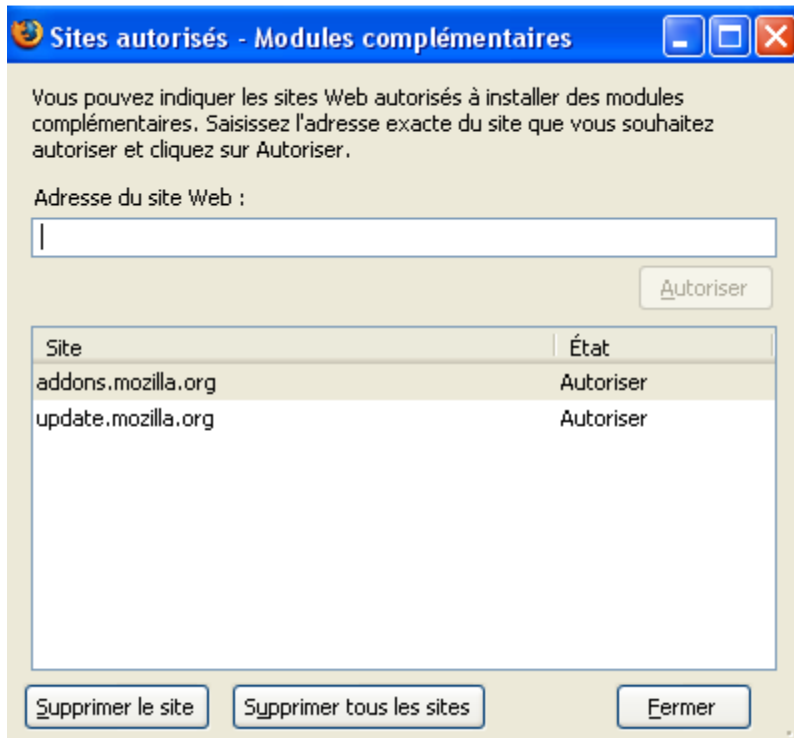 Sites autorisés - Modules complémentaires
Vous pouvez indiquer les sites Web autorisés à installer des modules
complémentaires. Saisissez l'adresse exacte du site que vous souhaitez
autoriser et cliquez sur Autoriser.
Adresse du site Web :
Autoriser
Site État
addons.mozilla.org Autoriser
update.mozilla.org Autoriser
Supprimer le site Supprimer tous les sites Fermer